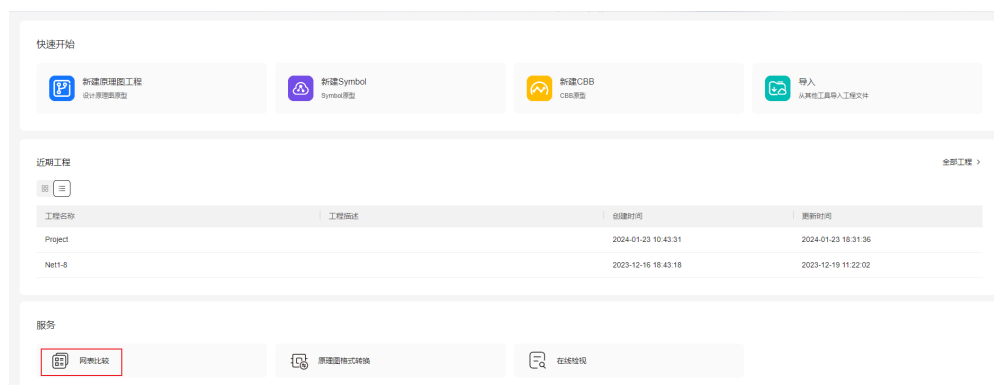 快速开始
新建原理图工程
设计原理图原型
新建Symbol
Symbol原型
新建CBB
CBB原型
导入
从其他工具导入工程文件
近期工程
全部工程 >
工程名称 工程描述 创建时间 更新时间
Project 2024-01-23 10:43:31 2024-01-23 18:31:36
Net1-8 2023-12-16 18:43:18 2023-12-19 11:22:02
服务
网表比较 原理图格式转换 在线检视